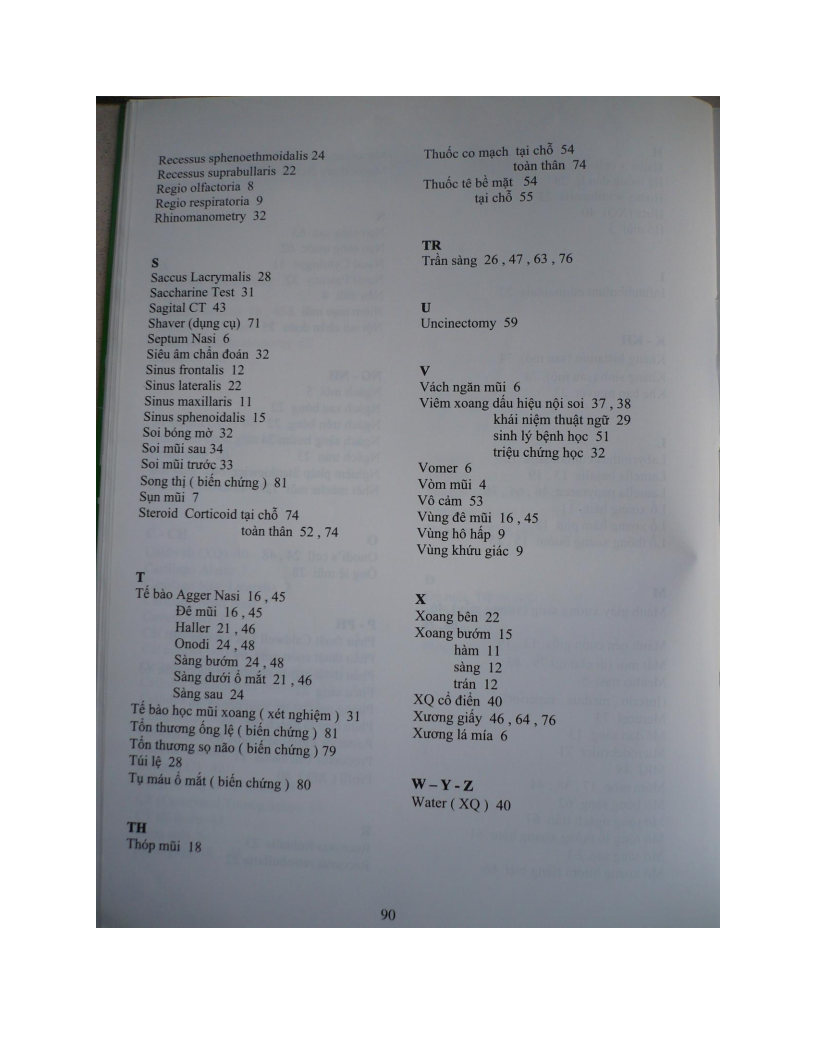 Recessus sphenoethmoidalis 24
Recessus suprabullaris 22
Regio olfactoria 8
Regio respiratoria 9
Rhinomanometry 32
S
Saccus Lacrymalis 28
Saccharine Test 31
Sagital CT 43
Shaver (dụng cụ) 71
Septum Nasi 6
Siêu âm chẩn đoán 32
Sinus frontalis 12
Sinus lateralis 22
Sinus maxillaris 11
Sinus sphenoidalis 15
Soi bóng mờ 32
Soi mũi sau 34
Soi mũi trước 33
Song thị ( biến chứng ) 81
Sụn mũi 7
Steroid Corticoid tại chỗ 74
toàn thân 52 , 74
T
Tế bào Agger Nasi 16 , 45
Đê mũi 16 , 45
Haller 21 , 46
Onodi 24 , 48
Sàng bướm 24 , 48
Sàng dưới ổ mắt 21 , 46
Sàng sau 24
Tế bào học mũi xoang ( xét nghiệm ) 31
Tổn thương ống lệ ( biến chứng ) 81
Tổn thương sọ não ( biến chứng ) 79
Túi lệ 28
Tụ máu ổ mắt ( biến chứng ) 80
TH
Thóp mũi 18
Thuốc co mạch tại chỗ 54
toàn thân 74
Thuốc tê bề mặt 54
tại chỗ 55
TR
Trần sàng 26 , 47 , 63 , 76
U
Uncinectomy 59
V
Vách ngăn mũi 6
Viêm xoang dấu hiệu nội soi 37 , 38
khái niệm thuật ngữ 29
sinh lý bệnh học 51
triệu chứng học 32
Vomer 6
Vòm mũi 4
Vô cảm 53
Vùng đê mũi 16 , 45
Vùng hô hấp 9
Vùng khứu giác 9
X
Xoang bên 22
Xoang bướm 15
hàm 11
sàng 12
trán 12
XQ cổ điển 40
Xương giấy 46 , 64 , 76
Xương lá mía 6
W – Y - Z
Water ( XQ ) 40
90